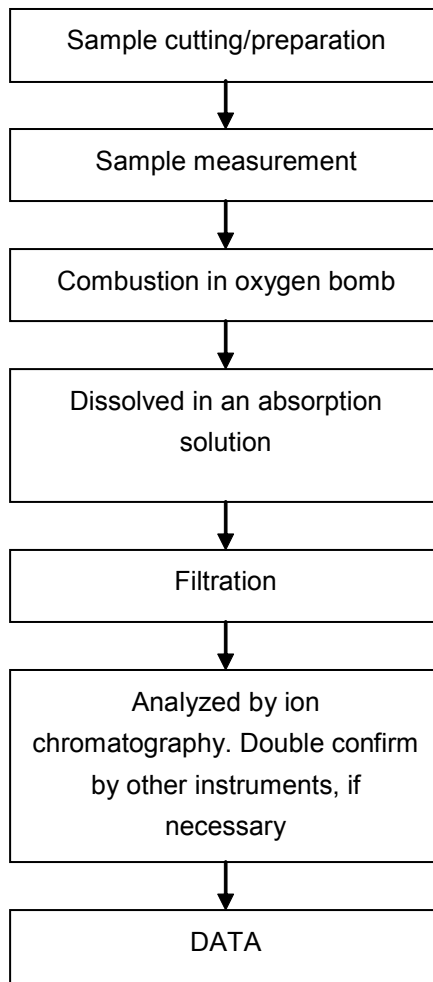 Sample cutting/preparation
Sample measurement
Combustion in oxygen bomb
Dissolved in an absorption
solution
Filtration
Analyzed by ion
chromatography. Double confirm
by other instruments, if
necessary
DATA